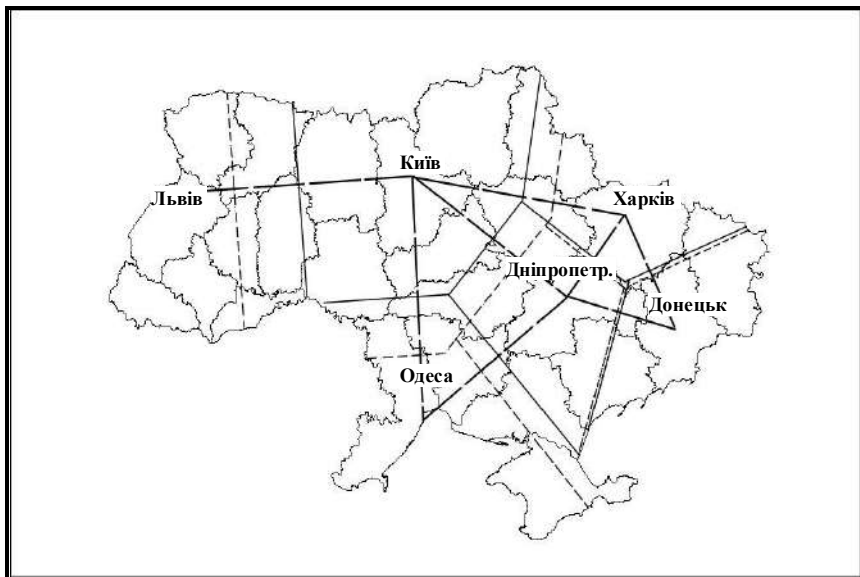 Київ
Львів
Харків
Дніпропетр.
Донецьк
Одеса